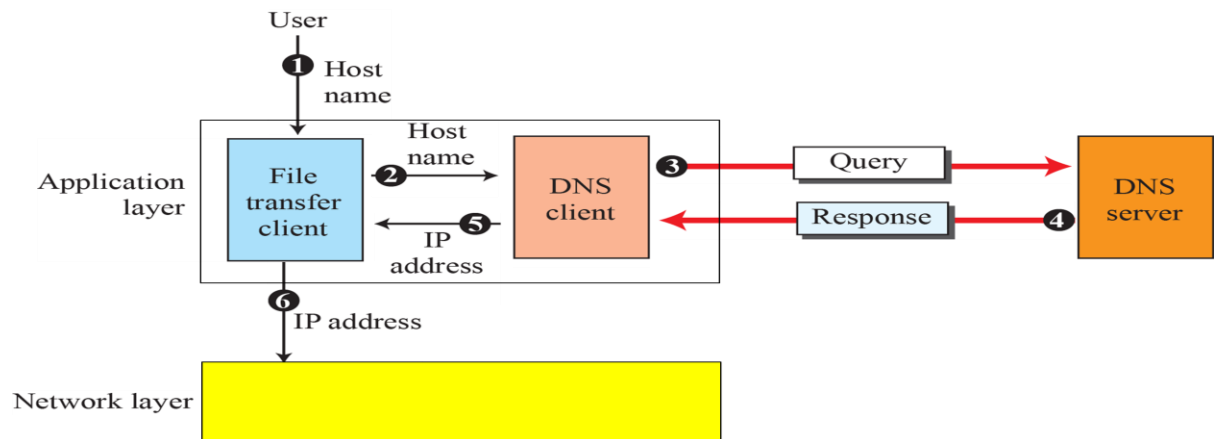 User
1
Host
name
Application
layer
File
transfer
client
2
Host
name
5
IP
address
DNS
client
3
Query
Response
4
DNS
server
6
IP address
Network layer